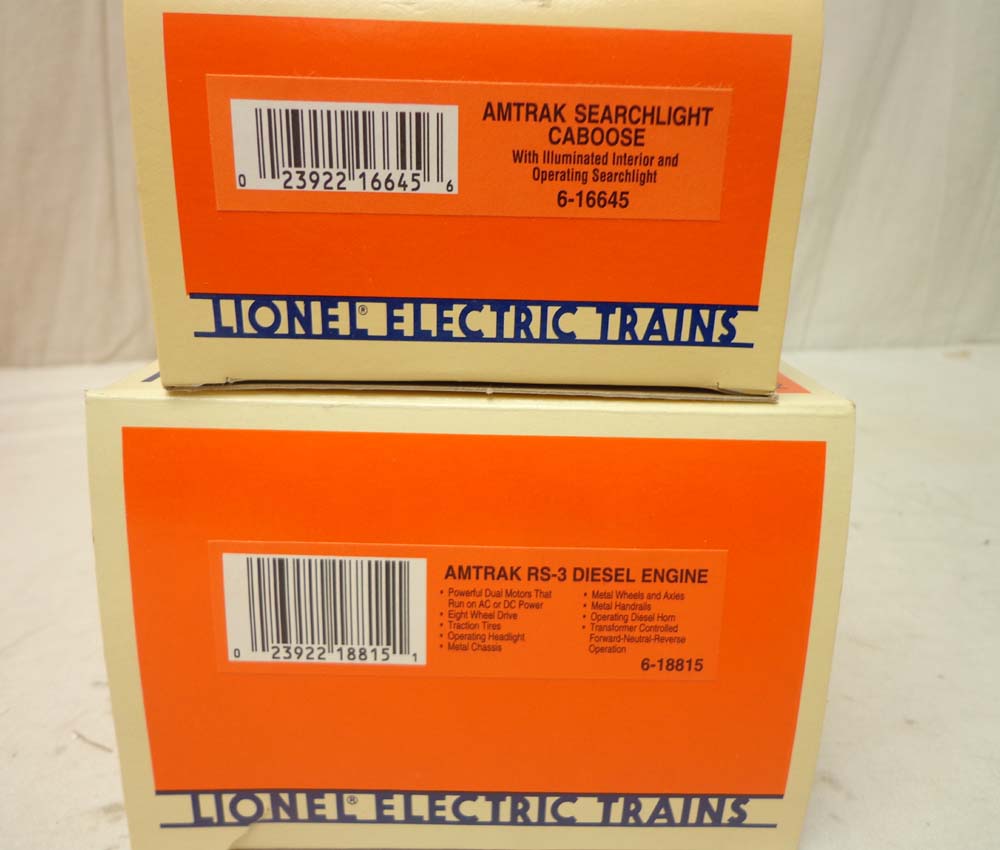 AMTRAK SEARCHLIGHT
CABOOSE
With Illuminated Interior and
Operating Searchlight
6-16645
0 23922 16645 6
LIONEL® ELECTRIC TRAINS
AMTRAK RS-3 DIESEL ENGINE
• Powerful Dual Motors That
Run on AC or DC Power
• Eight Wheel Drive
• Traction Tires
• Operating Headlight
• Metal Chassis
• Metal Wheels and Axles
• Metal Handrails
• Operating Diesel Horn
• Transformer Controlled
Forward-Neutral-Reverse
Operation
6-18815
0 23922 18815 1
LIONEL® ELECTRIC TRAINS